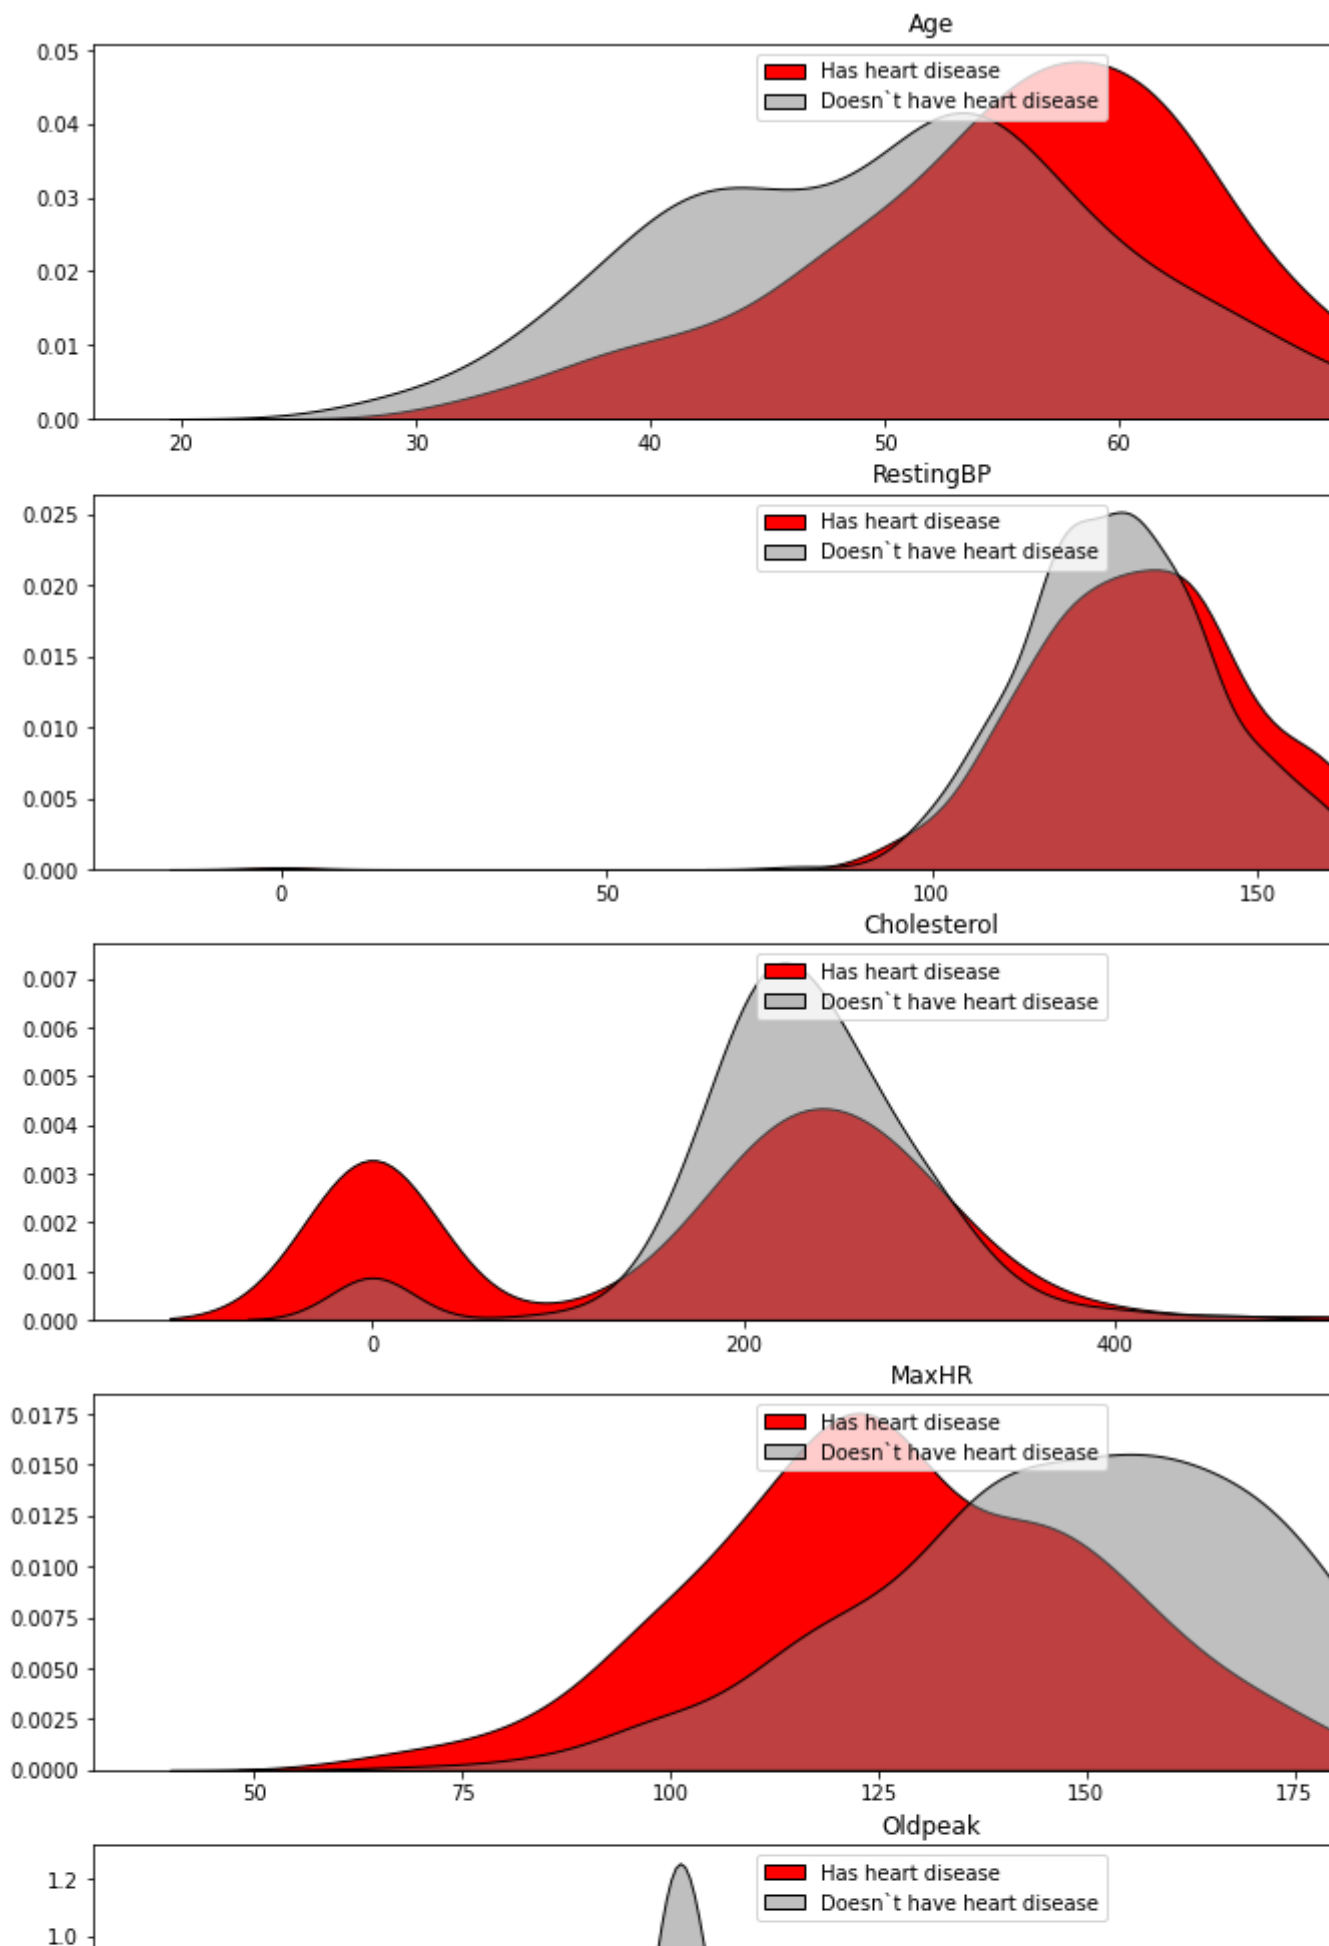 Age
0.05
Has heart disease
Doesn`t have heart disease
0.04
0.03
0.02
0.01
0.00
20 30 40 50 60
RestingBP
0.025
Has heart disease
Doesn`t have heart disease
0.020
0.015
0.010
0.005
0.000
0 50 100 150
Cholesterol
0.007
Has heart disease
Doesn`t have heart disease
0.006
0.005
0.004
0.003
0.002
0.001
0.000
0 200 400
MaxHR
0.0175
Has heart disease
Doesn`t have heart disease
0.0150
0.0125
0.0100
0.0075
0.0050
0.0025
0.0000
50 75 100 125 150 175
Oldpeak
1.2
Has heart disease
Doesn`t have heart disease
1.0